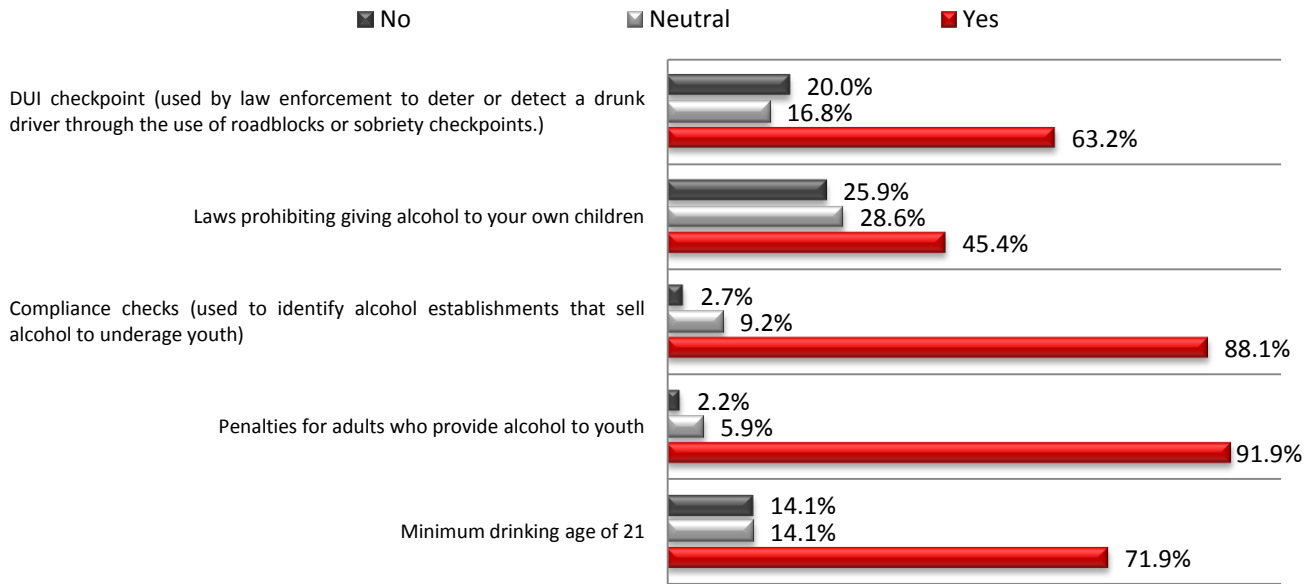 No Neutral Yes
DUI checkpoint (used by law enforcement to deter or detect a drunk
driver through the use of roadblocks or sobriety checkpoints.)
20.0%
16.8%
63.2%
Laws prohibiting giving alcohol to your own children
25.9%
28.6%
45.4%
Compliance checks (used to identify alcohol establishments that sell
alcohol to underage youth)
2.7%
9.2%
88.1%
Penalties for adults who provide alcohol to youth
2.2%
5.9%
91.9%
Minimum drinking age of 21
14.1%
14.1%
71.9%